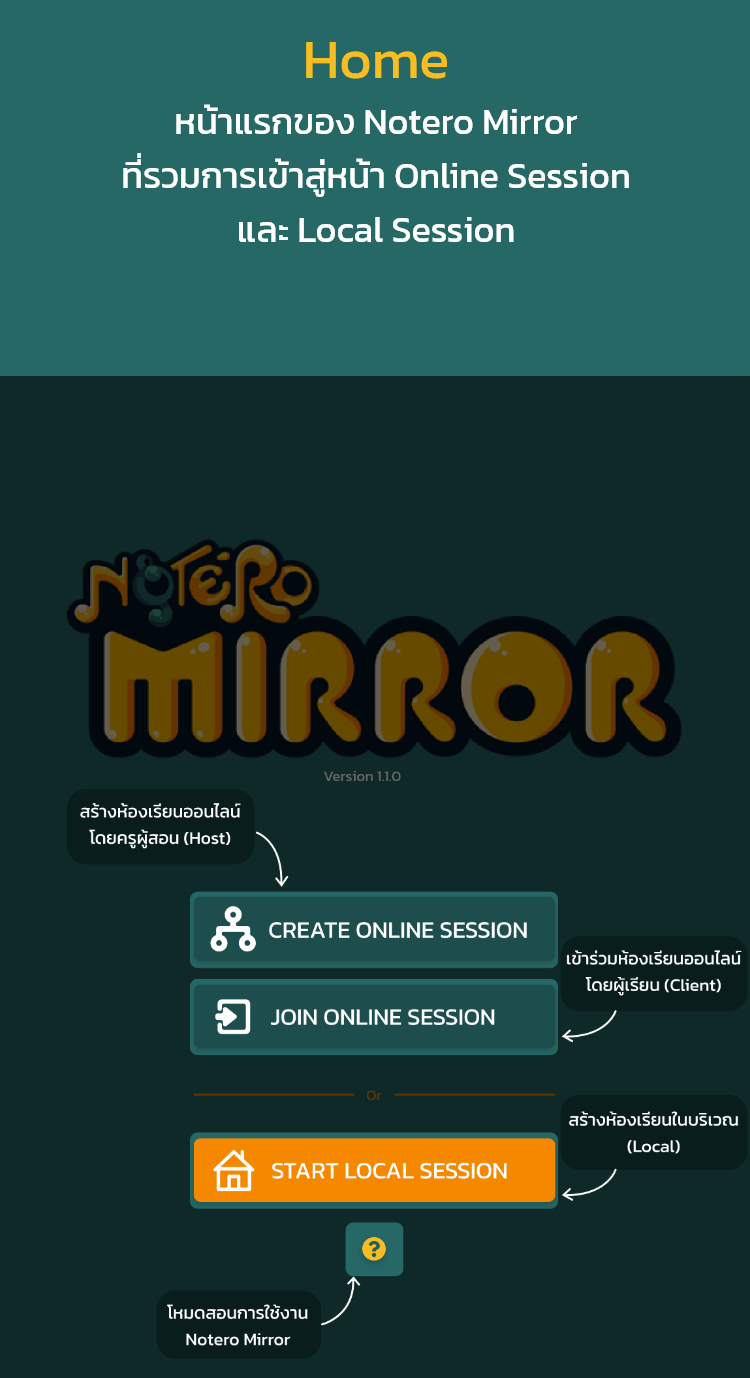 Home
หน้าแรกของ Notero Mirror
ที่รวมการเข้าสู่หน้า Online Session
และ Local Session
NOTERO
MIRROR
Version 1.1.0
สร้างห้องเรียนออนไลน์
โดยครูผู้สอน (Host)
CREATE ONLINE SESSION
เข้าร่วมห้องเรียนออนไลน์
โดยผู้เรียน (Client)
JOIN ONLINE SESSION
Or
สร้างห้องเรียนในบริเวณ
(Local)
START LOCAL SESSION
?
โหมดสอนการใช้งาน
Notero Mirror